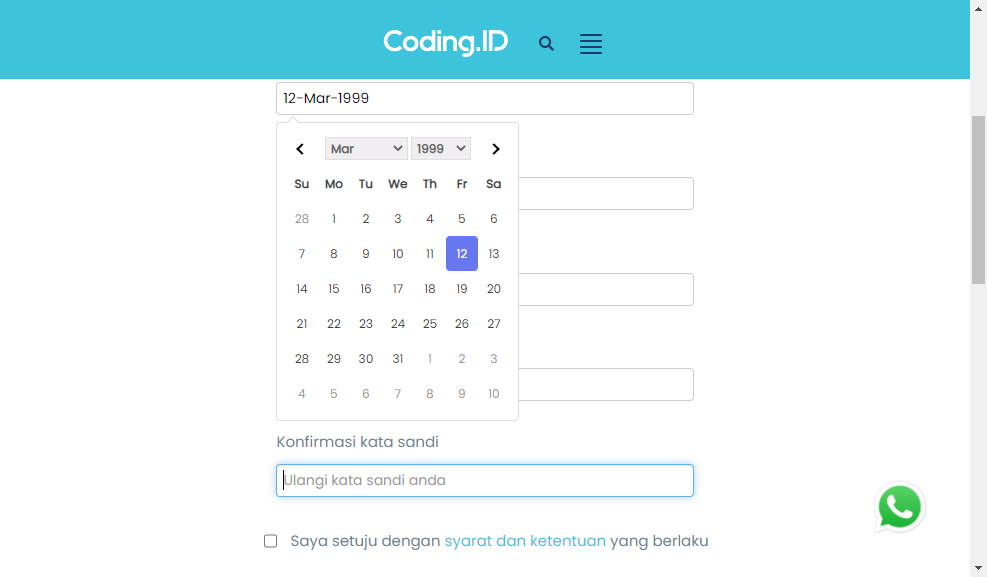 Coding.ID
12-Mar-1999
Mar 1999
Su Mo Tu We Th Fr Sa
28 1 2 3 4 5 6
7 8 9 10 11 12 13
14 15 16 17 18 19 20
21 22 23 24 25 26 27
28 29 30 31 1 2 3
4 5 6 7 8 9 10
Konfirmasi kata sandi
Ulangi kata sandi anda
Saya setuju dengan syarat dan ketentuan yang berlaku